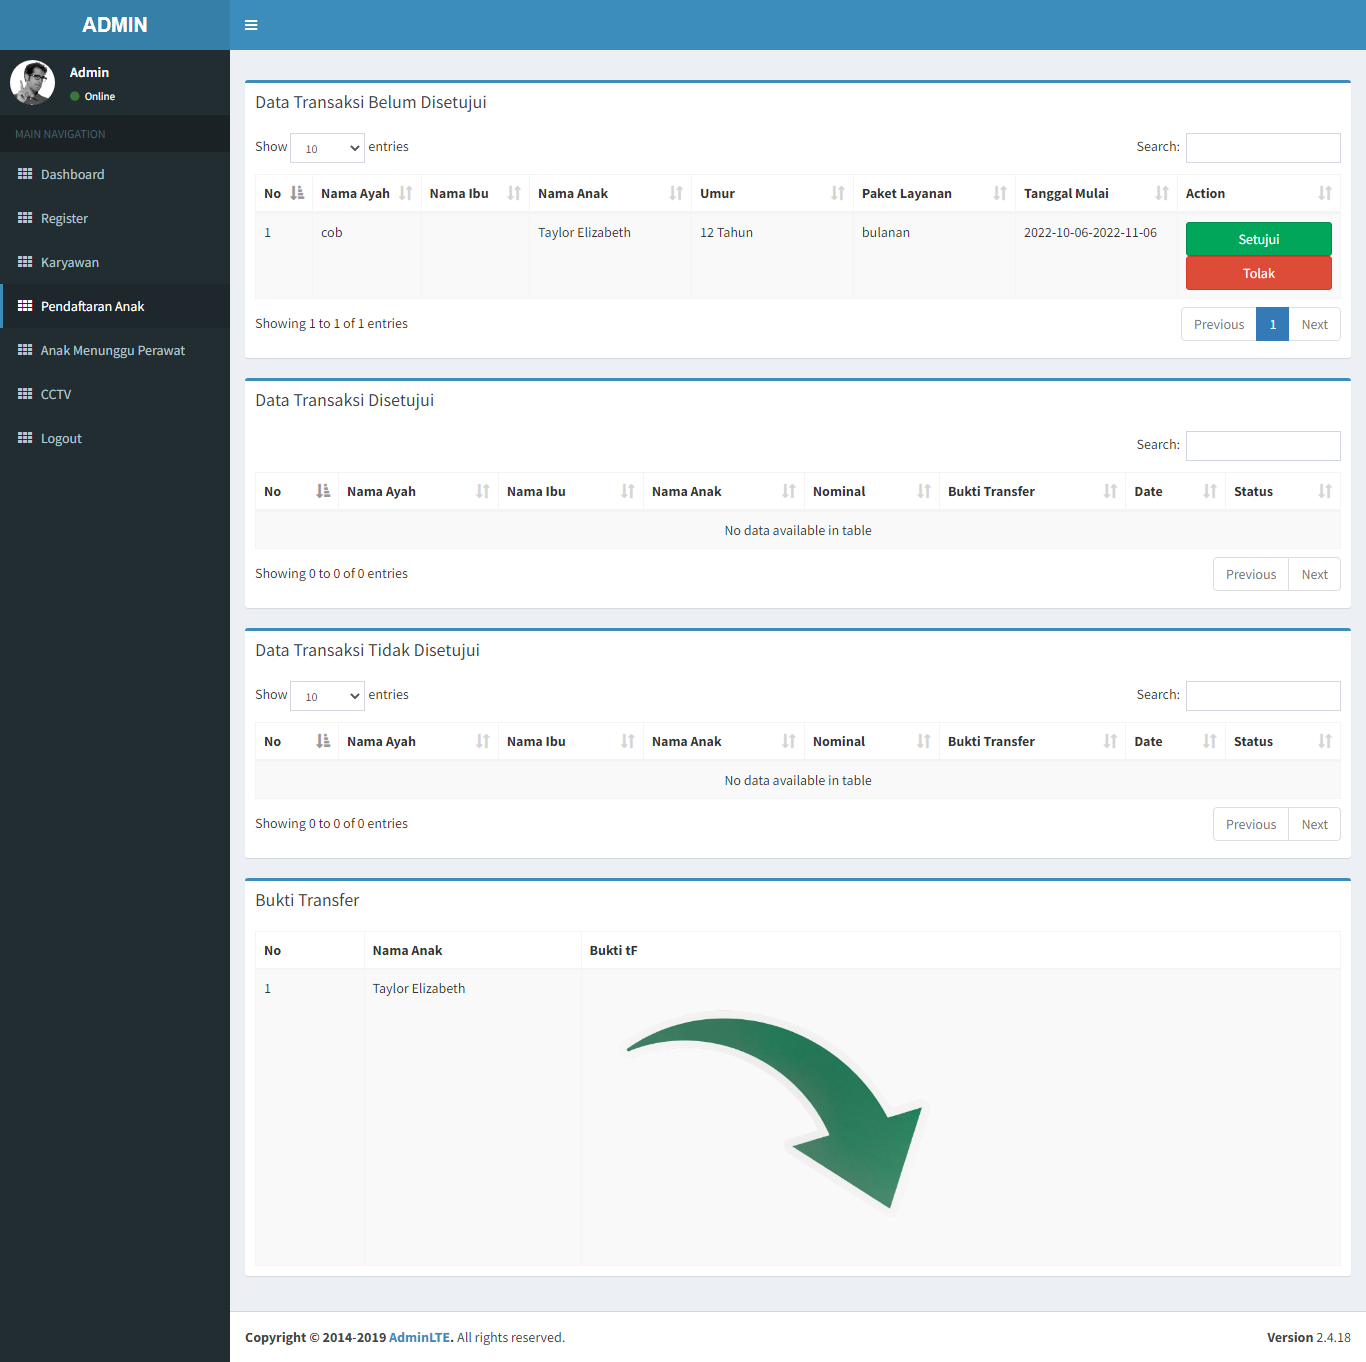 ADMIN
Admin
Online
MAIN NAVIGATION
Dashboard
Register
Karyawan
Pendaftaran Anak
Anak Menunggu Perawat
CCTV
Logout
Data Transaksi Belum Disetujui
Show 10 entries Search:
No Nama Ayah Nama Ibu Nama Anak Umur Paket Layanan Tanggal Mulai Action
1 cob Taylor Elizabeth 12 Tahun bulanan 2022-10-06-2022-11-06 Setujui
Tolak
Showing 1 to 1 of 1 entries Previous 1 Next
Data Transaksi Disetujui
Search:
No Nama Ayah Nama Ibu Nama Anak Nominal Bukti Transfer Date Status
No data available in table
Showing 0 to 0 of 0 entries Previous Next
Data Transaksi Tidak Disetujui
Show 10 entries Search:
No Nama Ayah Nama Ibu Nama Anak Nominal Bukti Transfer Date Status
No data available in table
Showing 0 to 0 of 0 entries Previous Next
Bukti Transfer
No Nama Anak Bukti tF
1 Taylor Elizabeth
Copyright © 2014-2019 AdminLTE. All rights reserved. Version 2.4.18